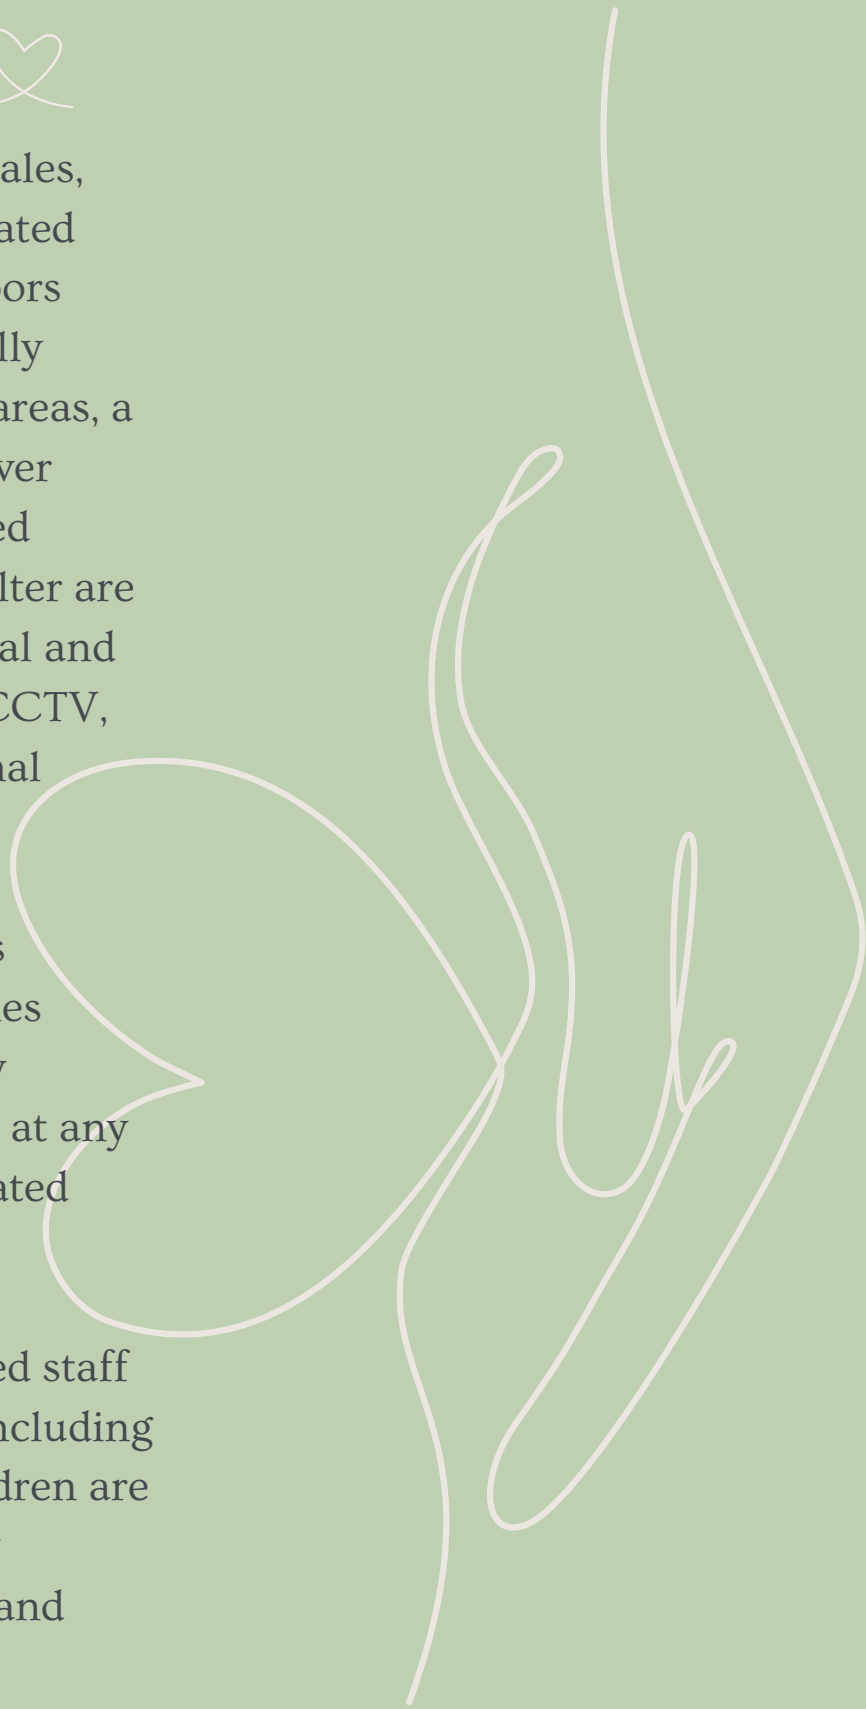 ales,
ated
ors
lly
areas, a
ver
ed
lter are
al and
CCTV,
nal
s
es
y
at any
ated
ed staff
ncluding
dren are
and